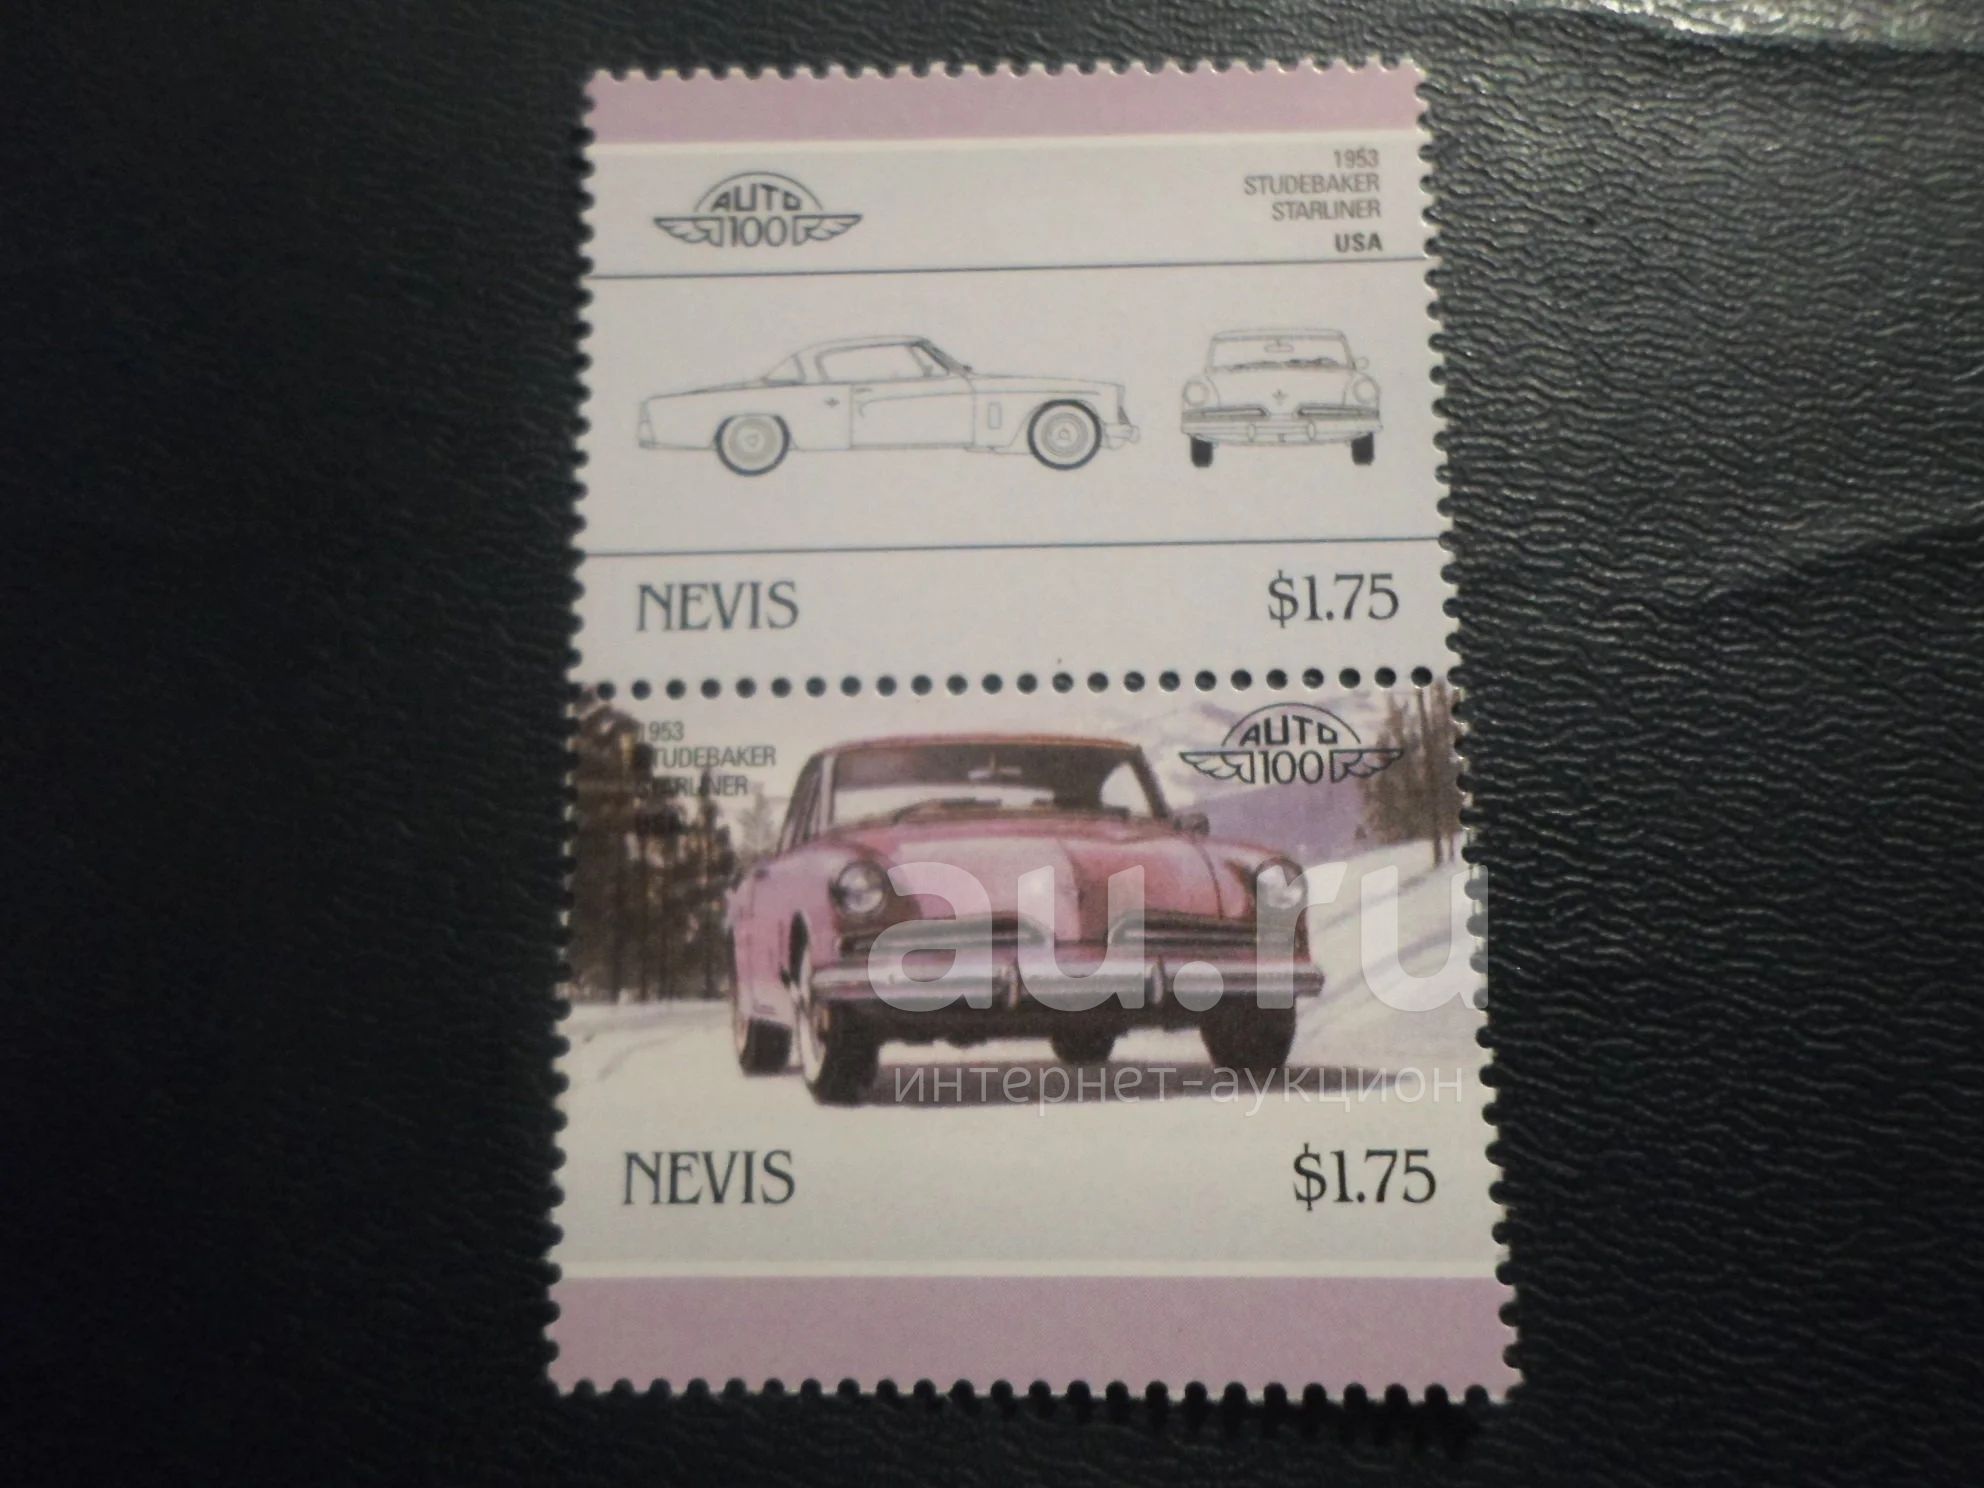 AUTO
100
1953
STUDEBAKER
STARLINER
USA
NEVIS
$1.75
1953
STUDEBAKER
STARLINER
AUTO
100
au.ru
интернет-аукцион
NEVIS
$1.75